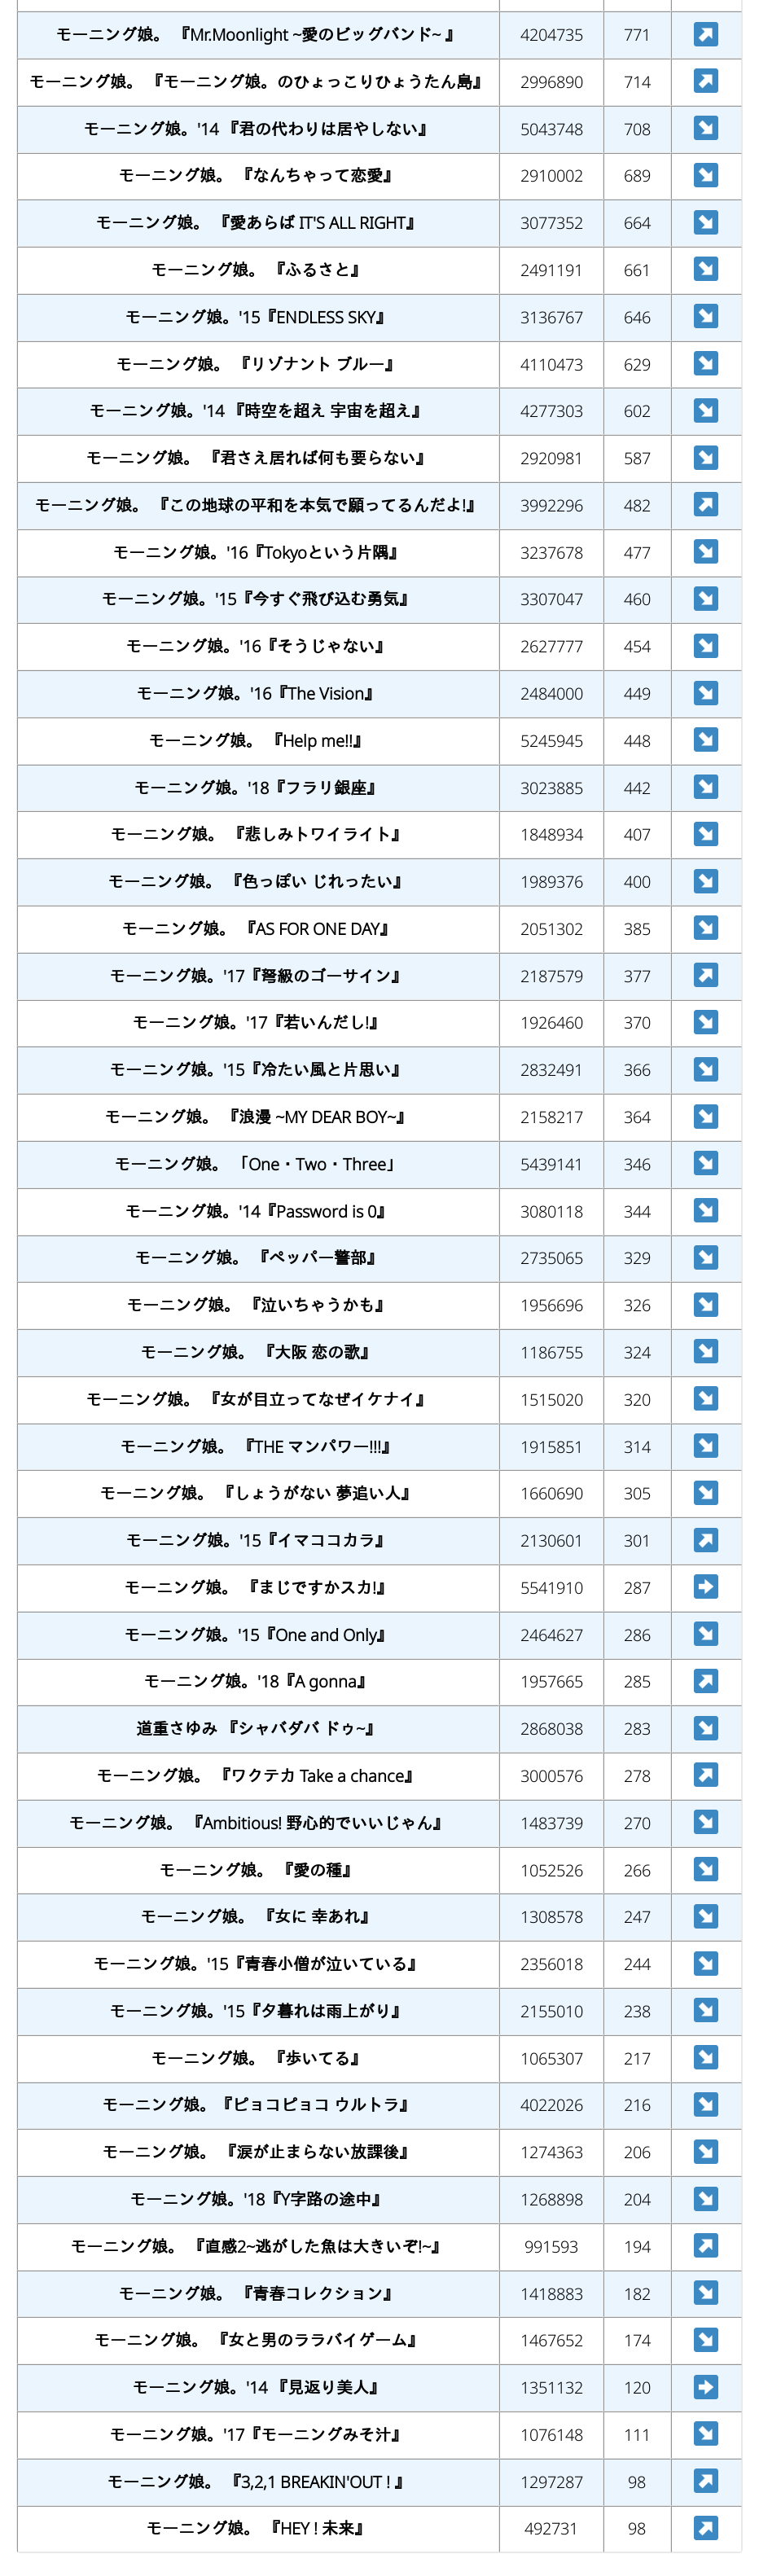 モーニング娘。 『Mr.Moonlight ~愛のビッグバンド~ 』 4204735 771 ↗
モーニング娘。 『モーニング娘。のひょっこりひょうたん島』 2996890 714 ↗
モーニング娘。'14 『君の代わりは居やしない』 5043748 708 ↘
モーニング娘。 『なんちゃって恋愛』 2910002 689 ↘
モーニング娘。 『愛あらば IT'S ALL RIGHT』 3077352 664 ↘
モーニング娘。 『ふるさと』 2491191 661 ↘
モーニング娘。'15『ENDLESS SKY』 3136767 646 ↘
モーニング娘。 『リゾナント ブルー』 4110473 629 ↘
モーニング娘。'14 『時空を超え 宇宙を超え』 4277303 602 ↘
モーニング娘。 『君さえ居れば何も要らない』 2920981 587 ↘
モーニング娘。 『この地球の平和を本気で願ってるんだよ!』 3992296 482 ↗
モーニング娘。'16『Tokyoという片隅』 3237678 477 ↘
モーニング娘。'15『今すぐ飛び込む勇気』 3307047 460 ↘
モーニング娘。'16『そうじゃない』 2627777 454 ↘
モーニング娘。'16『The Vision』 2484000 449 ↘
モーニング娘。 『Help me!!』 5245945 448 ↘
モーニング娘。'18『フラリ銀座』 3023885 442 ↘
モーニング娘。 『悲しみトワイライト』 1848934 407 ↘
モーニング娘。 『色っぽい じれったい』 1989376 400 ↘
モーニング娘。 『AS FOR ONE DAY』 2051302 385 ↘
モーニング娘。'17『弩級のゴーサイン』 2187579 377 ↗
モーニング娘。'17『若いんだし!』 1926460 370 ↘
モーニング娘。'15『冷たい風と片思い』 2832491 366 ↘
モーニング娘。 『浪漫 ~MY DEAR BOY~』 2158217 364 ↘
モーニング娘。 「One・Two・Three」 5439141 346 ↘
モーニング娘。'14『Password is 0』 3080118 344 ↘
モーニング娘。 『ペッパー警部』 2735065 329 ↘
モーニング娘。 『泣いちゃうかも』 1956696 326 ↘
モーニング娘。 『大阪 恋の歌』 1186755 324 ↘
モーニング娘。 『女が目立ってなぜイケナイ』 1515020 320 ↘
モーニング娘。 『THE マンパワー!!!』 1915851 314 ↘
モーニング娘。 『しょうがない 夢追い人』 1660690 305 ↘
モーニング娘。'15『イマココカラ』 2130601 301 ↗
モーニング娘。 『まじですかスカ!』 5541910 287 →
モーニング娘。'15『One and Only』 2464627 286 ↘
モーニング娘。'18『A gonna』 1957665 285 ↗
道重さゆみ 『シャバダバ ドゥ~』 2868038 283 ↘
モーニング娘。 『ワクテカ Take a chance』 3000576 278 ↗
モーニング娘。 『Ambitious! 野心的でいいじゃん』 1483739 270 ↘
モーニング娘。 『愛の種』 1052526 266 ↘
モーニング娘。 『女に 幸あれ』 1308578 247 ↘
モーニング娘。'15『青春小僧が泣いている』 2356018 244 ↘
モーニング娘。'15『夕暮れは雨上がり』 2155010 238 ↘
モーニング娘。 『歩いてる』 1065307 217 ↘
モーニング娘。『ピョコピョコ ウルトラ』 4022026 216 ↘
モーニング娘。 『涙が止まらない放課後』 1274363 206 ↘
モーニング娘。'18『Y字路の途中』 1268898 204 ↘
モーニング娘。 『直感2~逃がした魚は大きいぞ!~』 991593 194 ↗
モーニング娘。 『青春コレクション』 1418883 182 ↘
モーニング娘。 『女と男のララバイゲーム』 1467652 174 ↘
モーニング娘。'14 『見返り美人』 1351132 120 →
モーニング娘。'17『モーニングみそ汁』 1076148 111 ↘
モーニング娘。 『3,2,1 BREAKIN'OUT ! 』 1297287 98 ↗
モーニング娘。 『HEY ! 未来』 492731 98 ↗